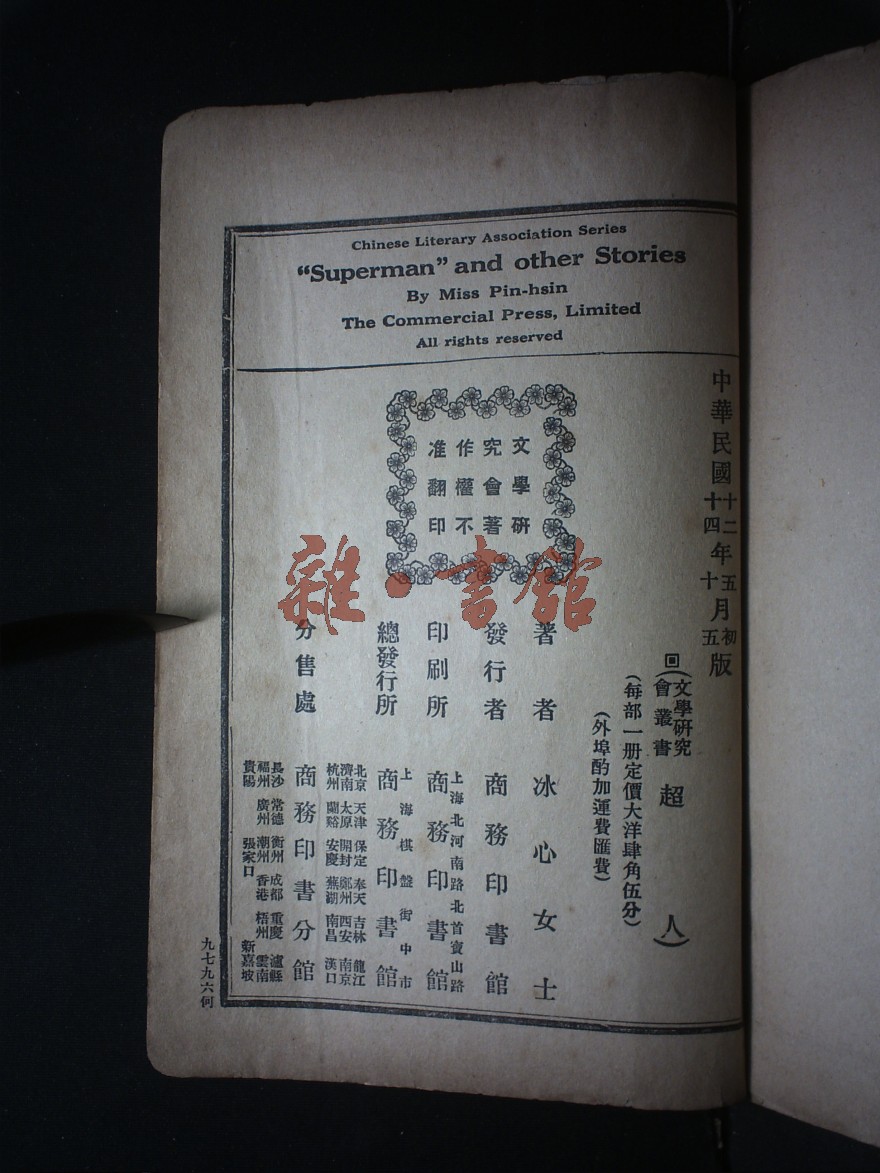 Chinese Literary Association Series
“Superman” and other Stories
By Miss Pin-hsin
The Commercial Press, Limited
All rights reserved
文學研
究會著
作權不
准翻印
中華民國十二年五月初版
十四 十 五
回(文學研究會叢書)超人)
(每部一册定價大洋肆角伍分)
(外埠酌加運費匯費)
著者 冰心女士
發行者 商務印書館
印刷所 上海北河南路北首寶山路 商務印書館
總發行所 上海棋盤街中市 商務印書館
分售處 商務印書分館
北京 天津 保定 奉天 吉林 龍江
濟南 太原 開封 鄭州 西安 南京
杭州 蘭谿 安慶 蕪湖 南昌 漢口
長沙 常德 衡州 成都 重慶 瀘縣
福州 廣州 潮州 香港 梧州 雲南
貴陽 張家口 新嘉坡
九七九六何
雜·書館